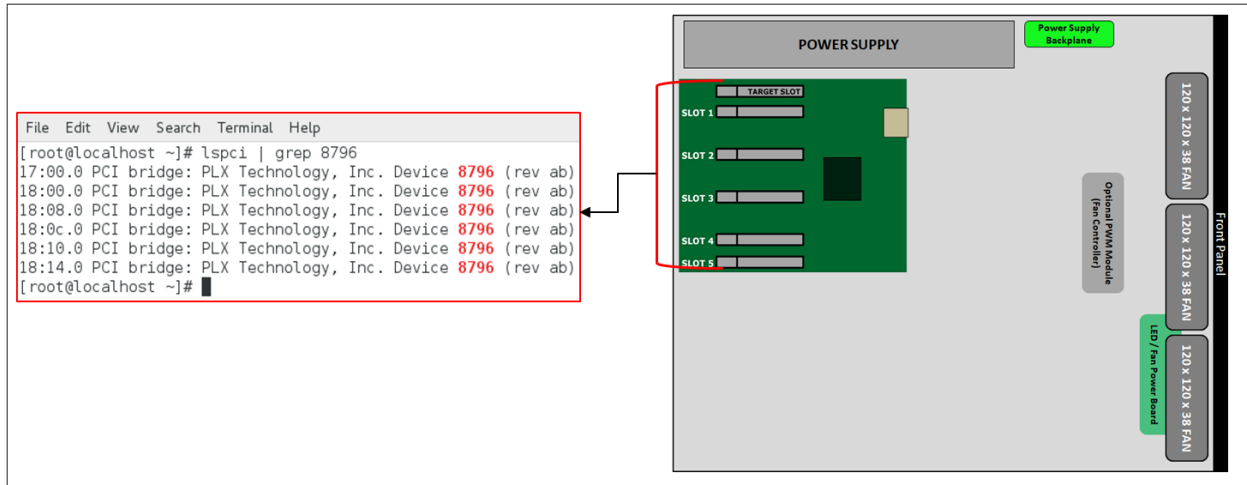 File Edit View Search Terminal Help
[root@localhost ~]# lspci | grep 8796
17:00.0 PCI bridge: PLX Technology, Inc. Device 8796 (rev ab)
18:00.0 PCI bridge: PLX Technology, Inc. Device 8796 (rev ab)
18:08.0 PCI bridge: PLX Technology, Inc. Device 8796 (rev ab)
18:0c.0 PCI bridge: PLX Technology, Inc. Device 8796 (rev ab)
18:10.0 PCI bridge: PLX Technology, Inc. Device 8796 (rev ab)
18:14.0 PCI bridge: PLX Technology, Inc. Device 8796 (rev ab)
[root@localhost ~]#
POWER SUPPLY
Power Supply
Backplane
TARGET SLOT
SLOT 1
SLOT 2
SLOT 3
SLOT 4
SLOT 5
Optional PWM Module
(Fan Controller)
LED / Fan Power Board
120 x 120 x 38 FAN
120 x 120 x 38 FAN
120 x 120 x 38 FAN
Front Panel